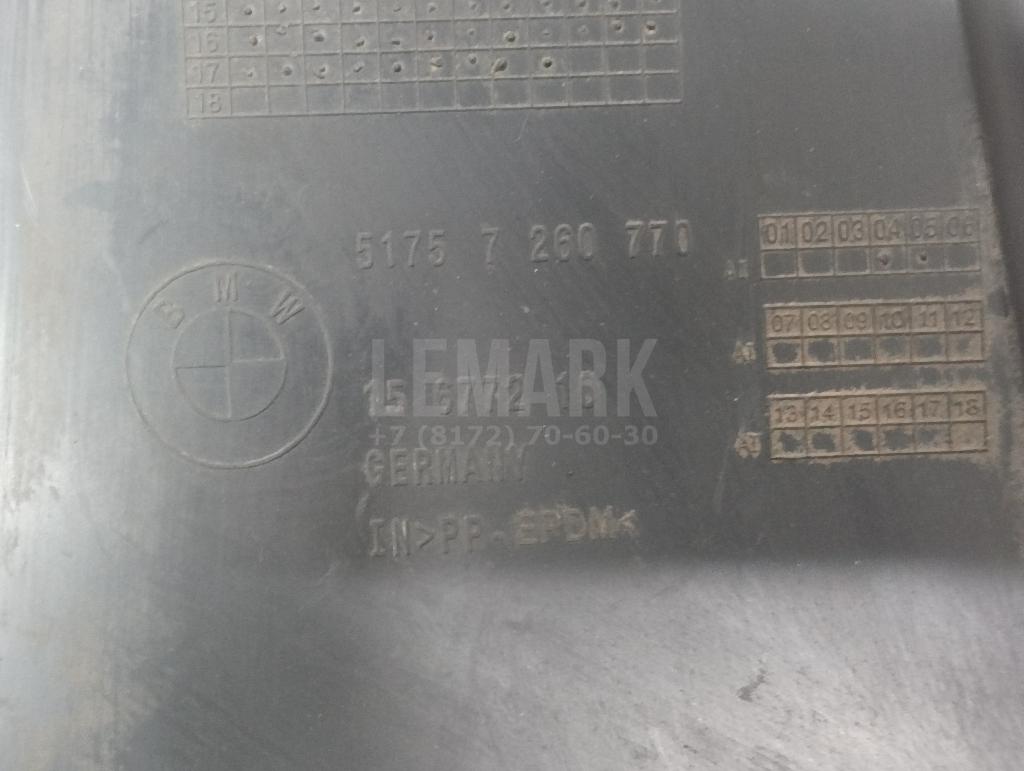 15
16
17
18
5175 7 260 770
01 02 03 04 05 06
BMW
07 08 09 10 11 12
LEMARK
+7 (8172) 70-60-30
13 14 15 16 17 18
GERMANY
IN>PP-EPDM<